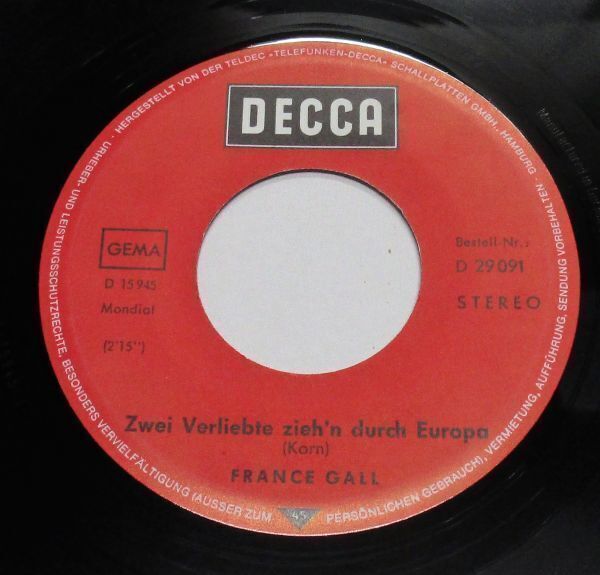 · HERGESTELLT VON DER TELDEC »TELEFUNKEN-DECCA« SCHALLPLATTEN GMBH., HAMBURG ·
DECCA
GEMA
D 15 945
Mondial
(2'15'')
Bestell-Nr.:
D 29 091
STEREO
Zwei Verliebte zieh'n durch Europa
(Korn)
FRANCE GALL
URHEBER- UND LEISTUNGSSCHUTZRECHTE, BESONDERS VERVIELFÄLTIGUNG (AUSSER ZUM
45
PERSÖNLICHEN GEBRAUCH), VERMIETUNG, AUFFÜHRUNG, SENDUNG VORBEHALTEN ·
Manufactured in